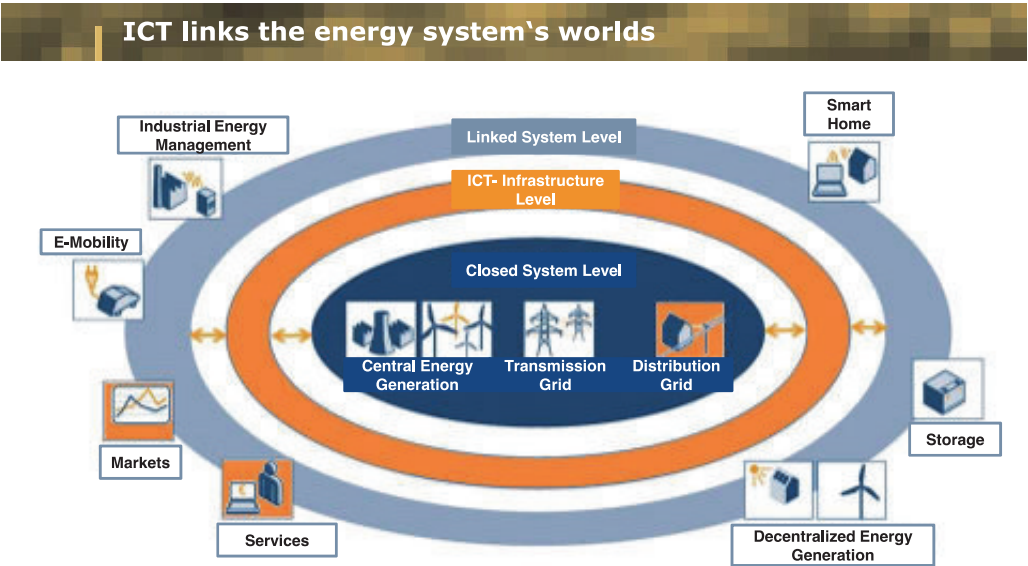 ICT links the energy system‘s worlds
Industrial Energy
Management
Linked System Level
Smart
Home
ICT- Infrastructure
Level
E-Mobility
Closed System Level
Central Energy
Generation
Transmission
Grid
Distribution
Grid
Markets
Storage
€
Services
Decentralized Energy
Generation